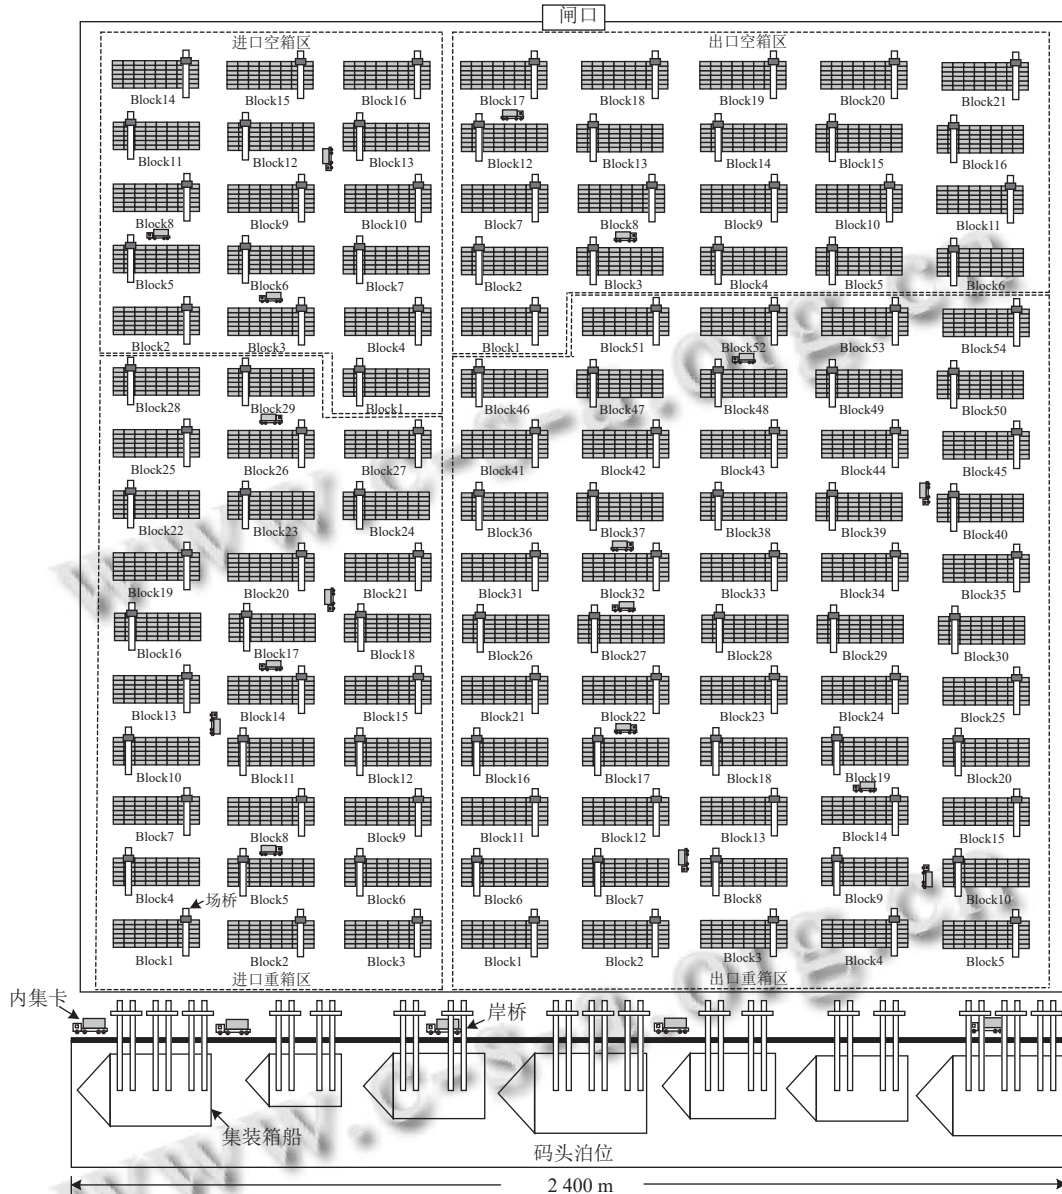 闸口
进口空箱区
出口空箱区
Block14 Block15 Block16 Block17 Block18 Block19 Block20 Block21
Block11 Block12 Block13 Block12 Block13 Block14 Block15 Block16
Block8 Block9 Block10 Block7 Block8 Block9 Block10 Block11
Block5 Block6 Block7 Block2 Block3 Block4 Block5 Block6
Block2 Block3 Block4 Block1 Block51 Block52 Block53 Block54
Block28 Block29 Block1 Block46 Block47 Block48 Block49 Block50
Block25 Block26 Block27 Block41 Block42 Block43 Block44 Block45
Block22 Block23 Block24 Block36 Block37 Block38 Block39 Block40
Block19 Block20 Block21 Block31 Block32 Block33 Block34 Block35
Block16 Block17 Block18 Block26 Block27 Block28 Block29 Block30
Block13 Block14 Block15 Block21 Block22 Block23 Block24 Block25
Block10 Block11 Block12 Block16 Block17 Block18 Block19 Block20
Block7 Block8 Block9 Block11 Block12 Block13 Block14 Block15
Block4 Block5 Block6 Block6 Block7 Block8 Block9 Block10
场桥
Block1 Block2 Block3 Block1 Block2 Block3 Block4 Block5
进口重箱区
出口重箱区
内集卡
岸桥
集装箱船
码头泊位
2 400 m
www.c-s-a.org.cn
www.c-s-a.org.cn